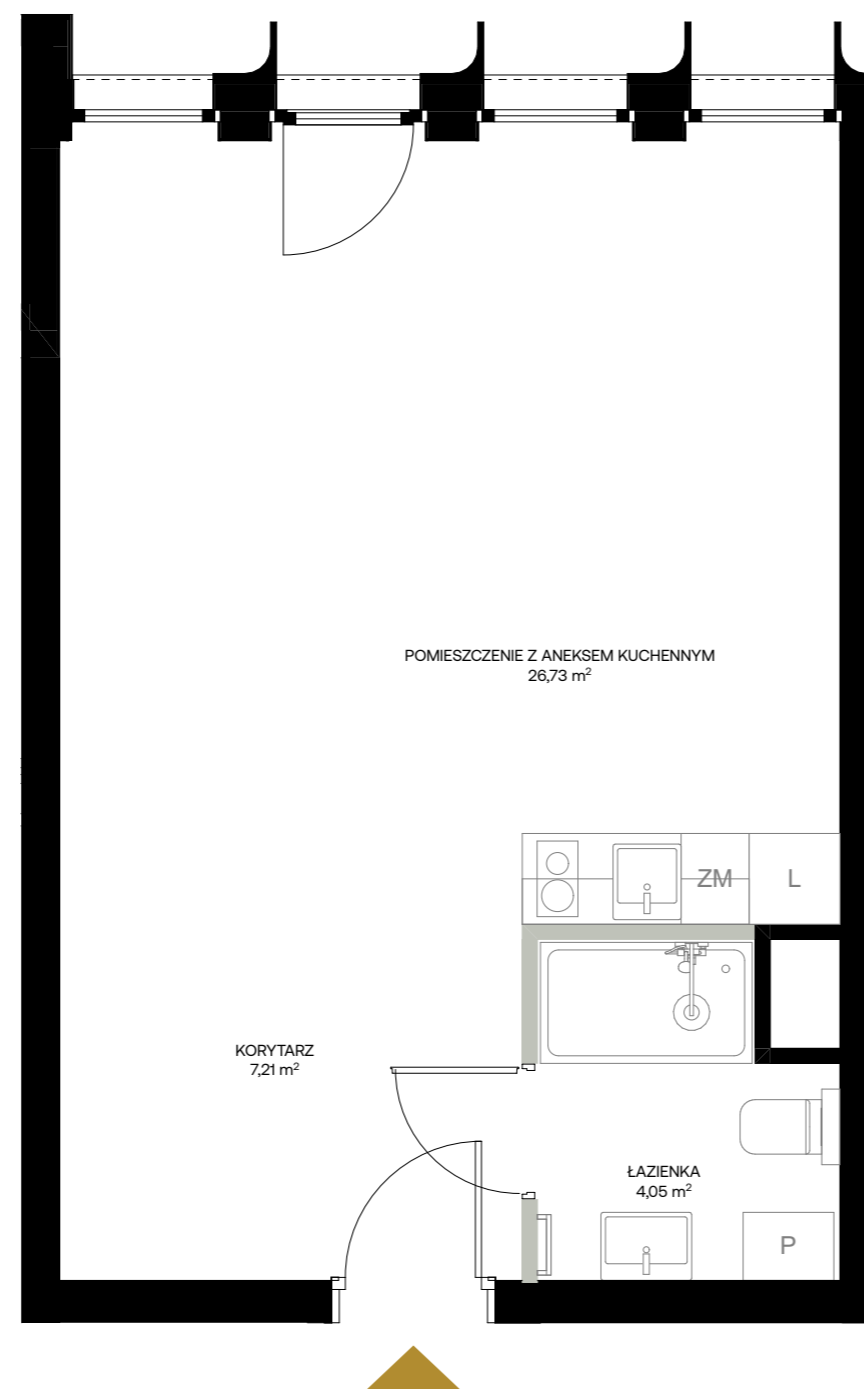 POMIESZCZENIE Z ANEKSEM KUCHENNYM
26,73 m²
ZM
L
KORYTARZ
7,21 m²
ŁAZIENKA
4,05 m²
P